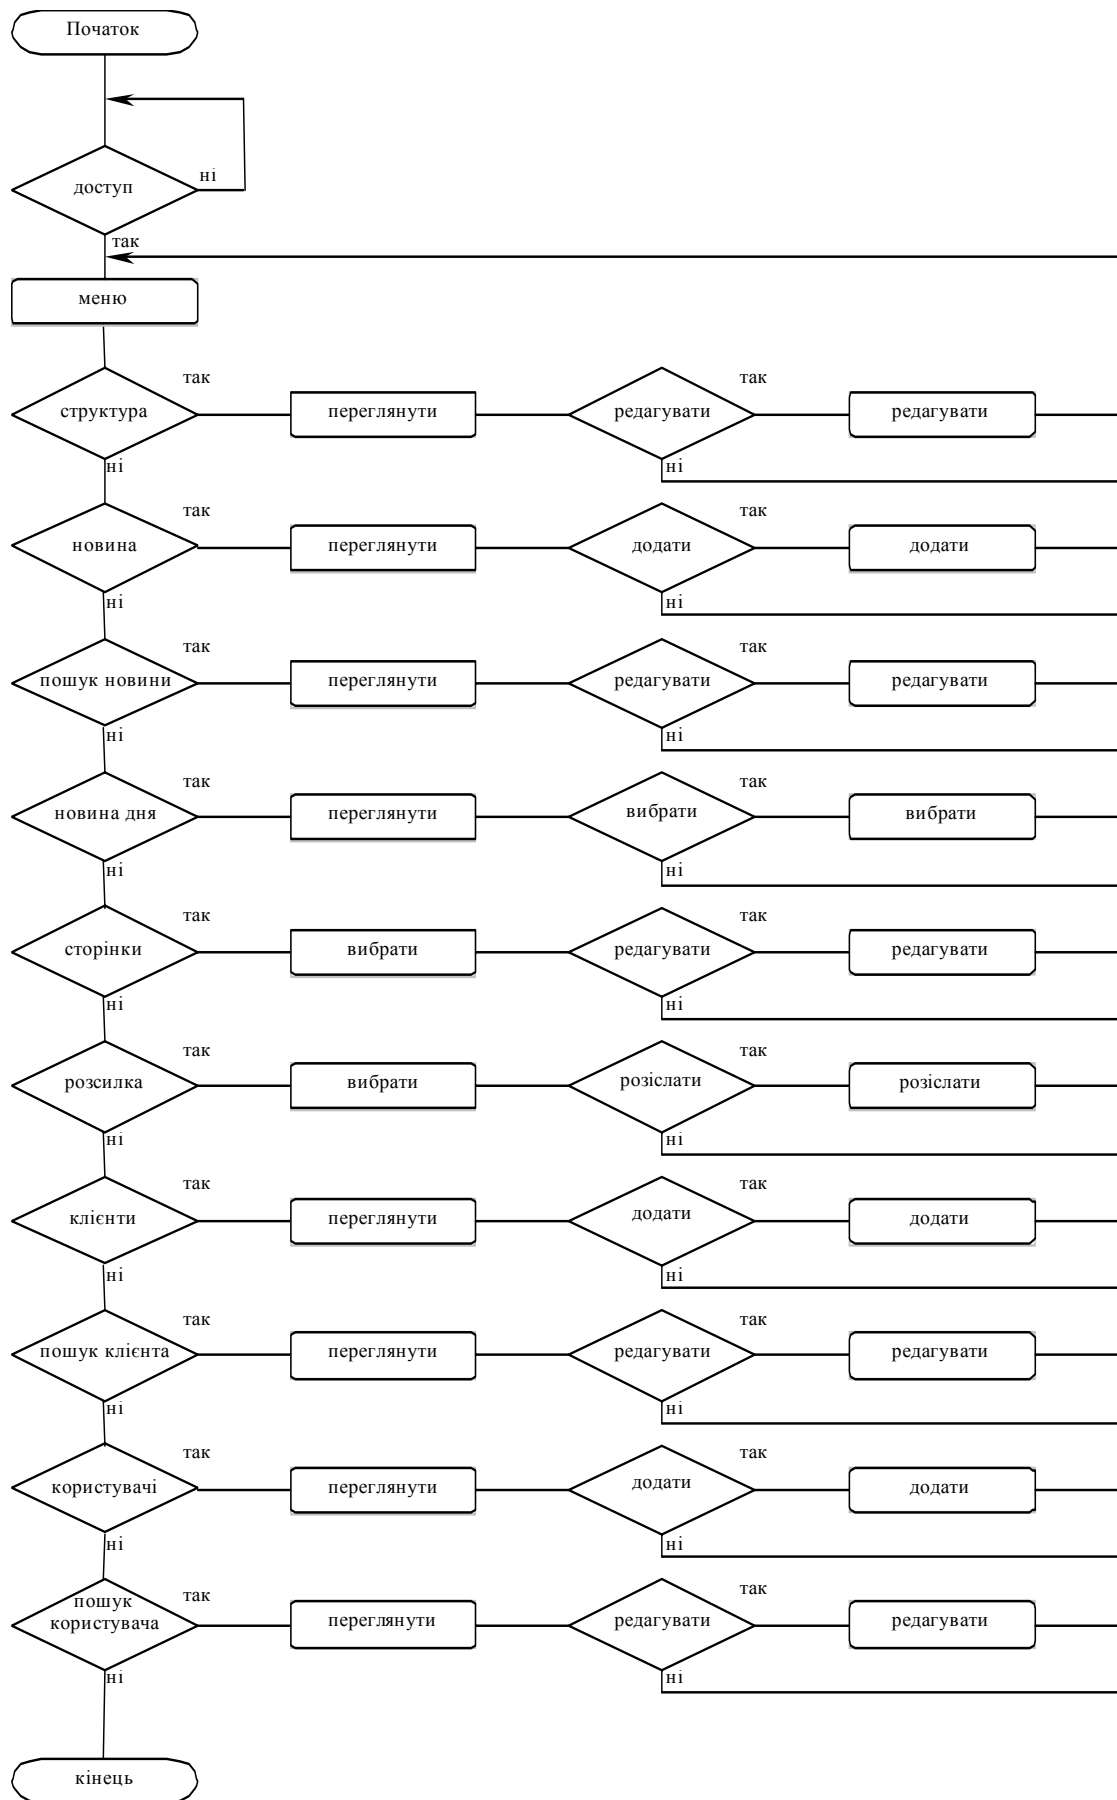 Початок
ні
доступ
так
меню
так
так
структура
переглянути
редагувати
редагувати
ні
ні
так
так
новина
переглянути
додати
додати
ні
ні
так
так
пошук новини
переглянути
редагувати
редагувати
ні
ні
так
так
новина дня
переглянути
вибрати
вибрати
ні
ні
так
так
сторінки
вибрати
редагувати
редагувати
ні
ні
так
так
розсилка
вибрати
розіслати
розіслати
ні
ні
так
так
клієнти
переглянути
додати
додати
ні
ні
так
так
пошук клієнта
переглянути
редагувати
редагувати
ні
ні
так
так
користувачі
переглянути
додати
додати
ні
ні
так
так
пошук
користувача
переглянути
редагувати
редагувати
ні
ні
кінець